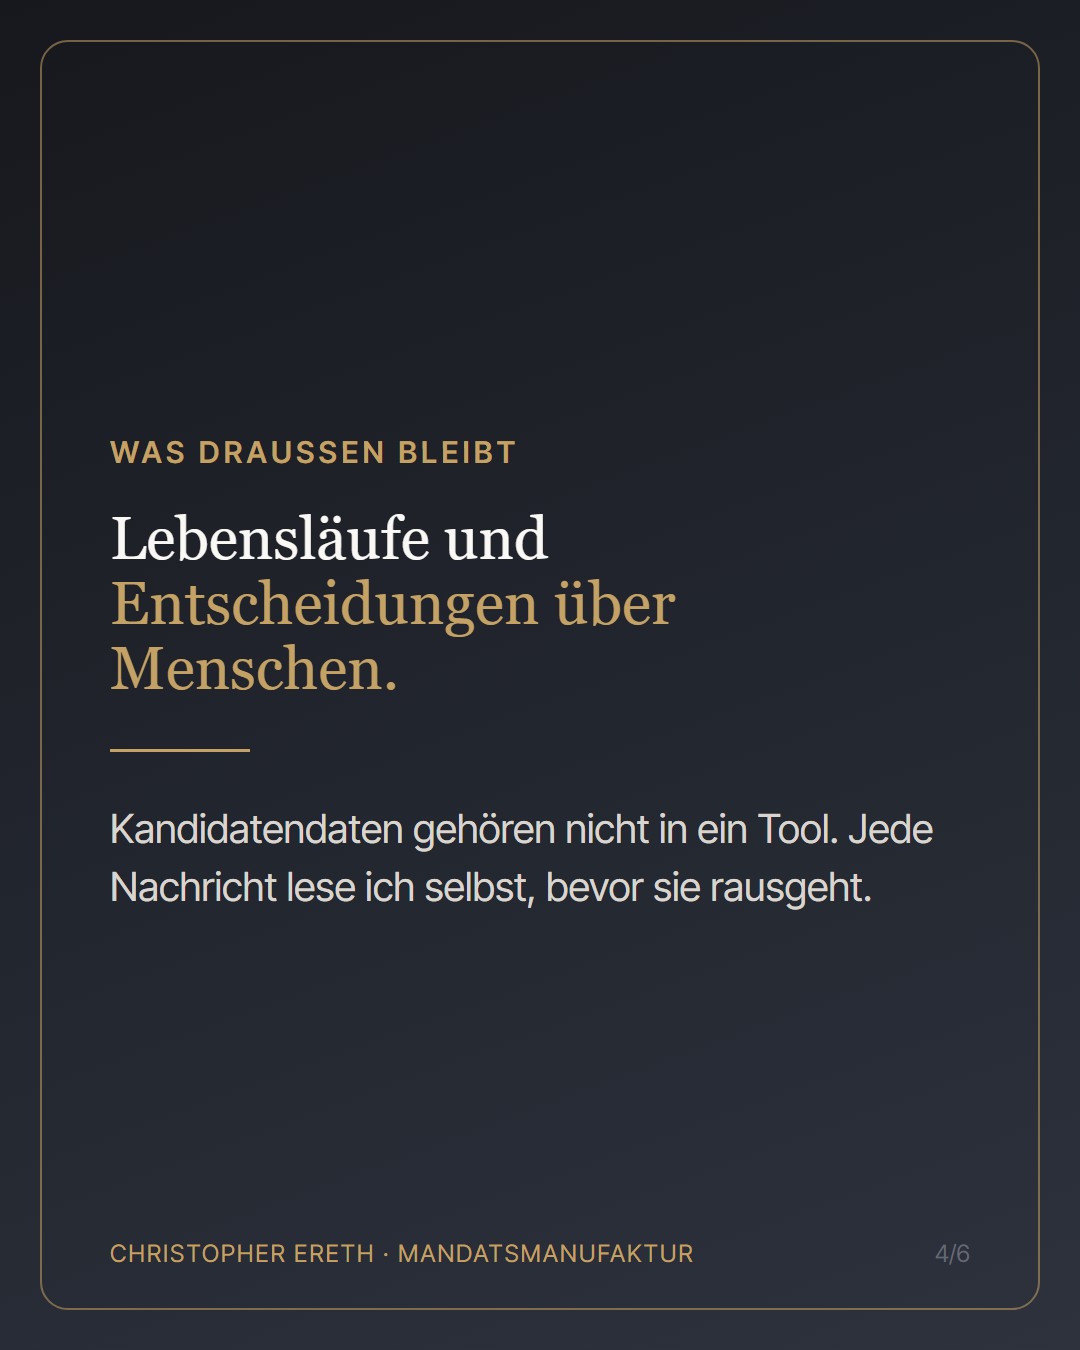 WAS DRAUSSEN BLEIBT
Lebensläufe und
Entscheidungen über
Menschen.
Kandidatendaten gehören nicht in ein Tool. Jede
Nachricht lese ich selbst, bevor sie rausgeht.
CHRISTOPHER ERETH · MANDATSMANUFAKTUR
4/6